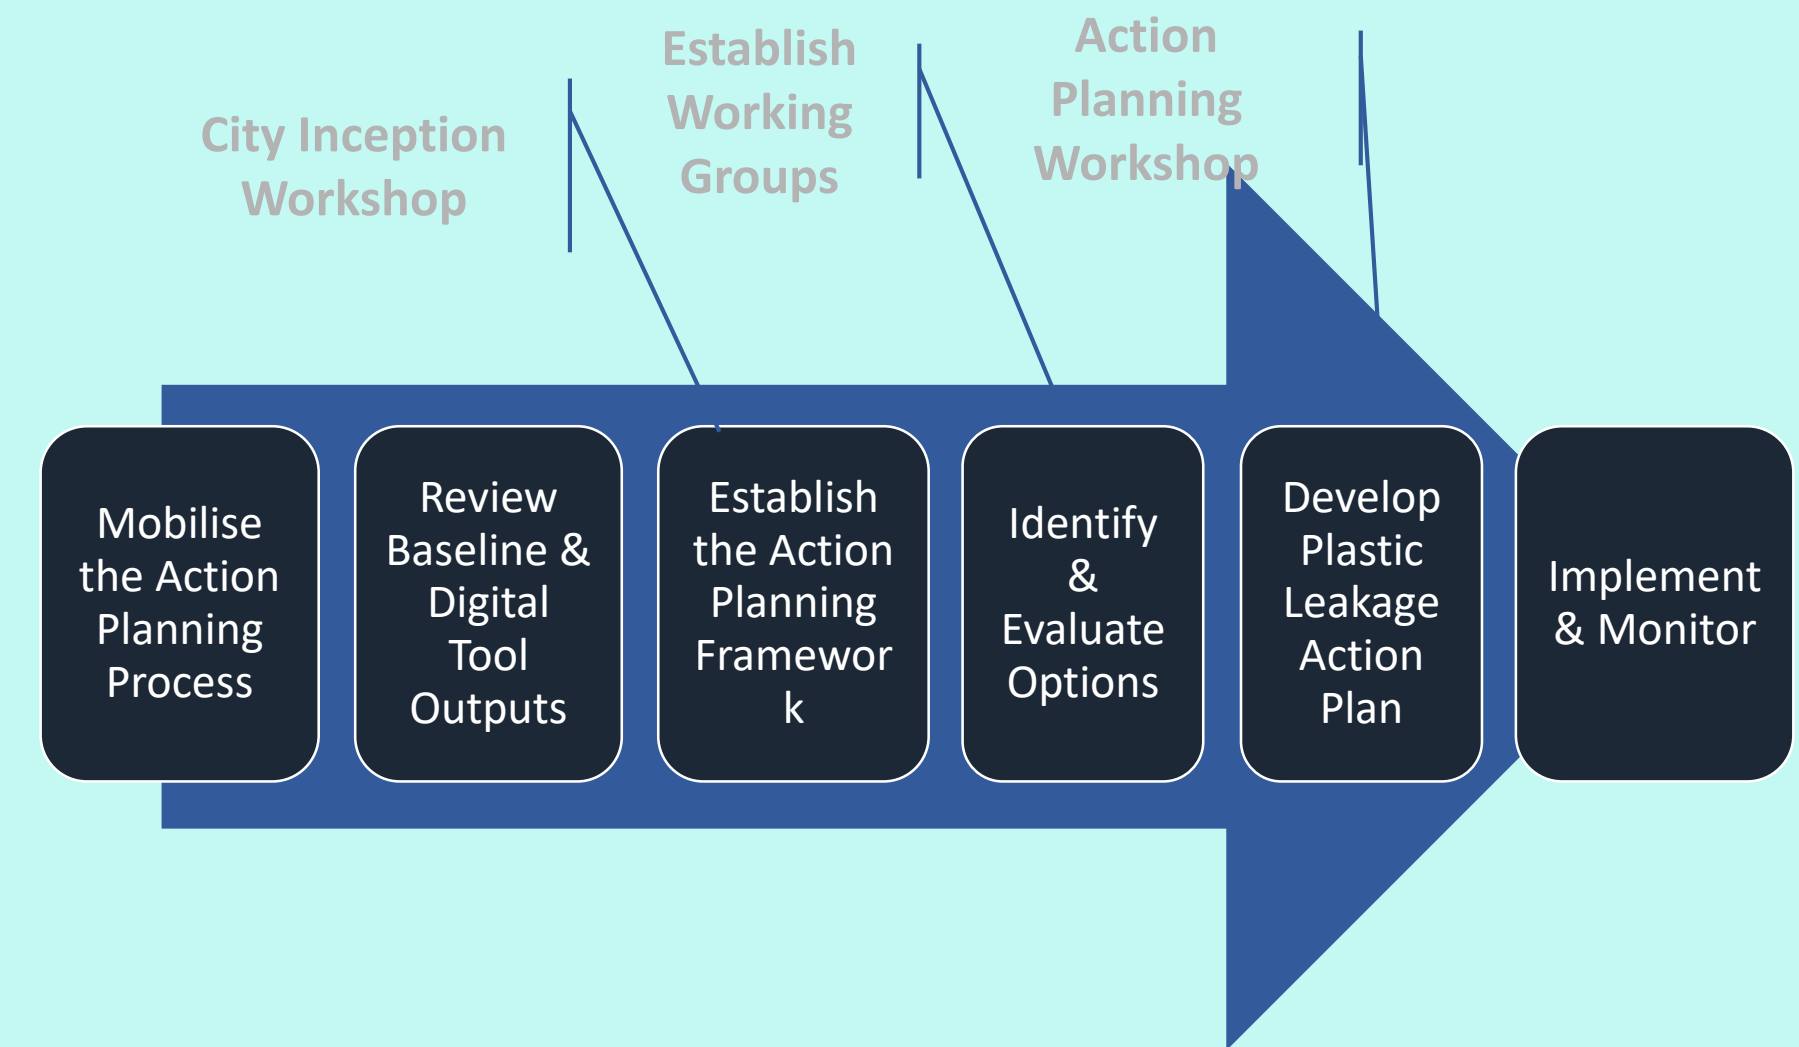 City Inception
Workshop
Establish
Working
Groups
Action
Planning
Workshop
Mobilise
the Action
Planning
Process
Review
Baseline &
Digital
Tool
Outputs
Establish
the Action
Planning
Framewor
k
Identify
&
Evaluate
Options
Develop
Plastic
Leakage
Action
Plan
Implement
& Monitor